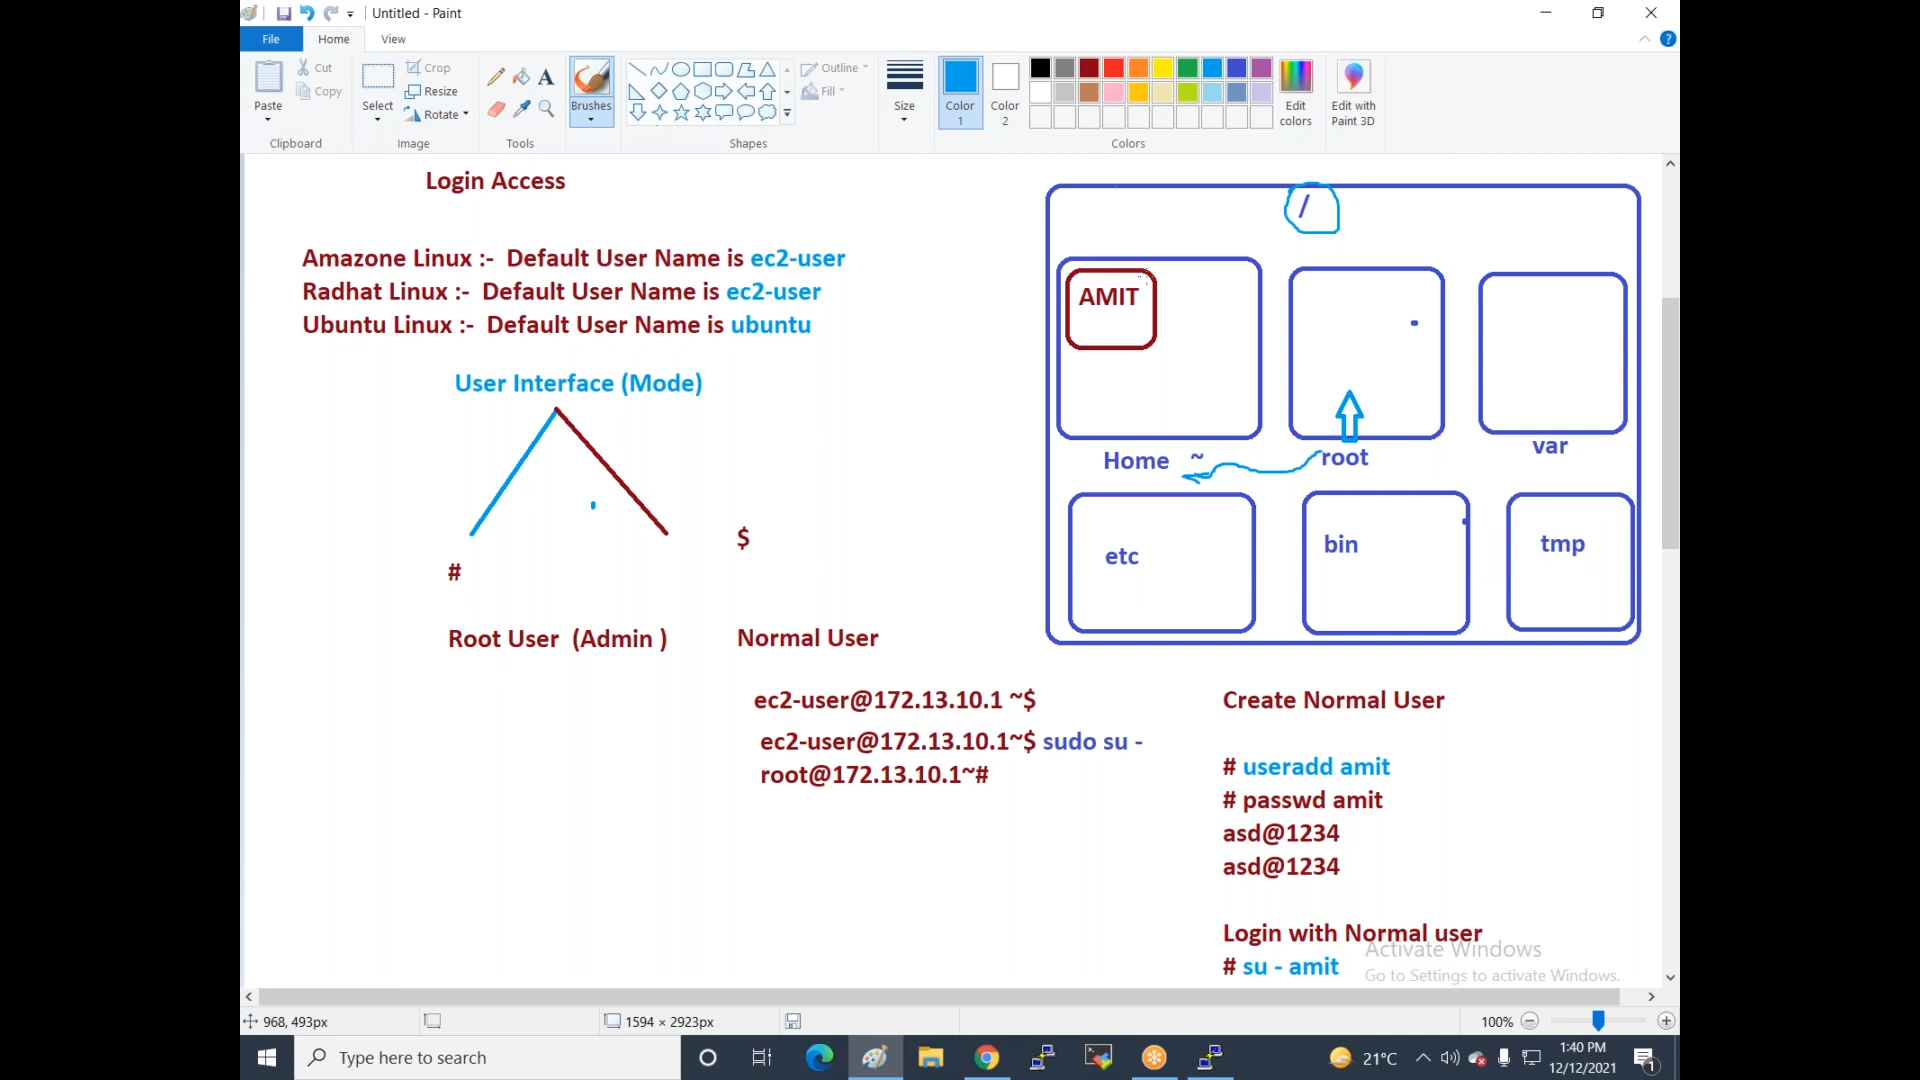 Untitled - Paint
File Home View
Paste
Cut
Copy
Clipboard
Select
Crop
Resize
Rotate
Image
A
Tools
Brushes
Shapes
Outline
Fill
Size
Color 1
Color 2
Colors
Edit colors
Edit with Paint 3D
Login Access
Amazone Linux :- Default User Name is ec2-user
Radhat Linux :- Default User Name is ec2-user
Ubuntu Linux :- Default User Name is ubuntu
User Interface (Mode)
#
$
Root User (Admin )
Normal User
ec2-user@172.13.10.1 ~$
ec2-user@172.13.10.1~$ sudo su -
root@172.13.10.1~#
/
AMIT
Home ~
root
var
etc
bin
tmp
Create Normal User
# useradd amit
# passwd amit
asd@1234
asd@1234
Login with Normal user
# su - amit
Activate Windows
Go to Settings to activate Windows.
968, 493px
1594 × 2923px
100%
Type here to search
21°C
1:40 PM
12/12/2021
1